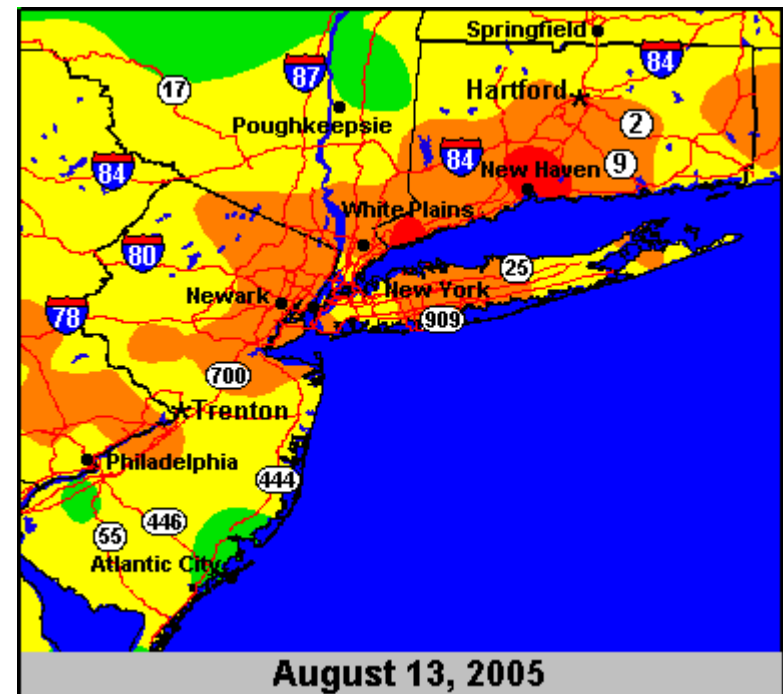 Springfield
87
84
17
Hartford
Poughkeepsie
2
84
9
84
New Haven
White Plains
80
25
Newark
New York
78
909
700
Trenton
Philadelphia
444
446
55
Atlantic City
August 13, 2005